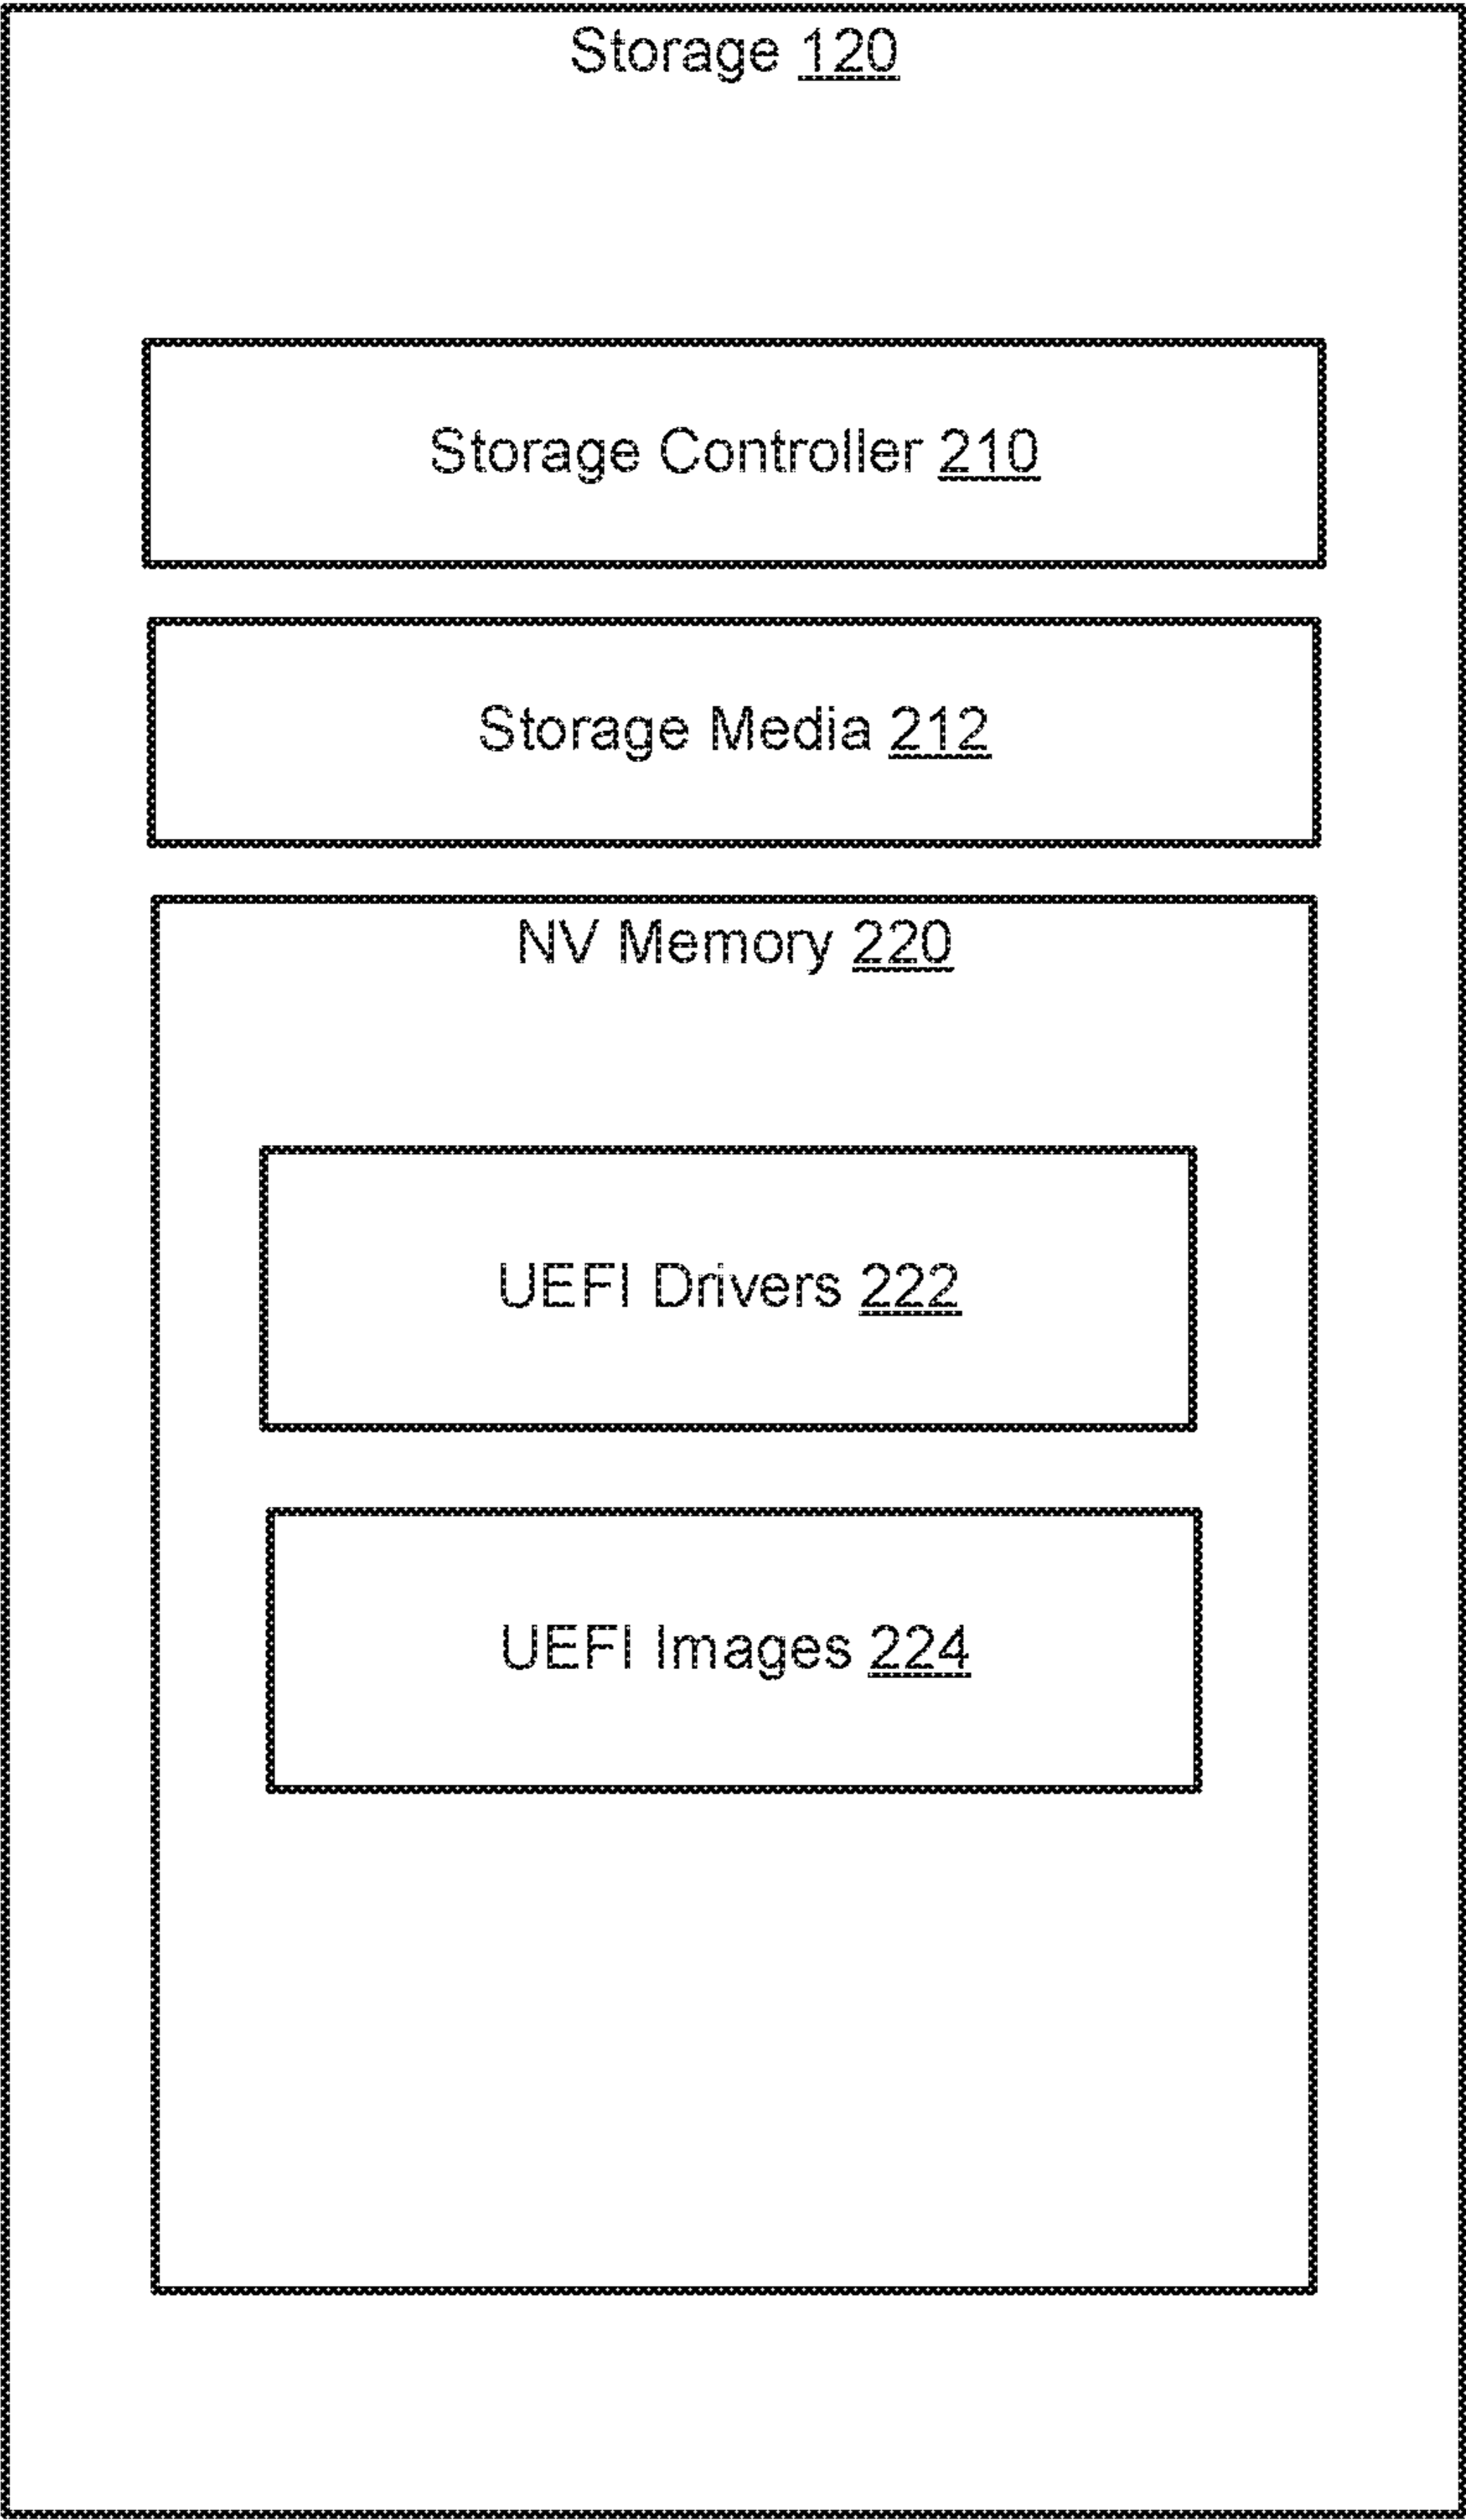 Storage 120
Storage Controller 210
Storage Media 212
NV Memory 220
UEFI Drivers 222
UEFI Images 224